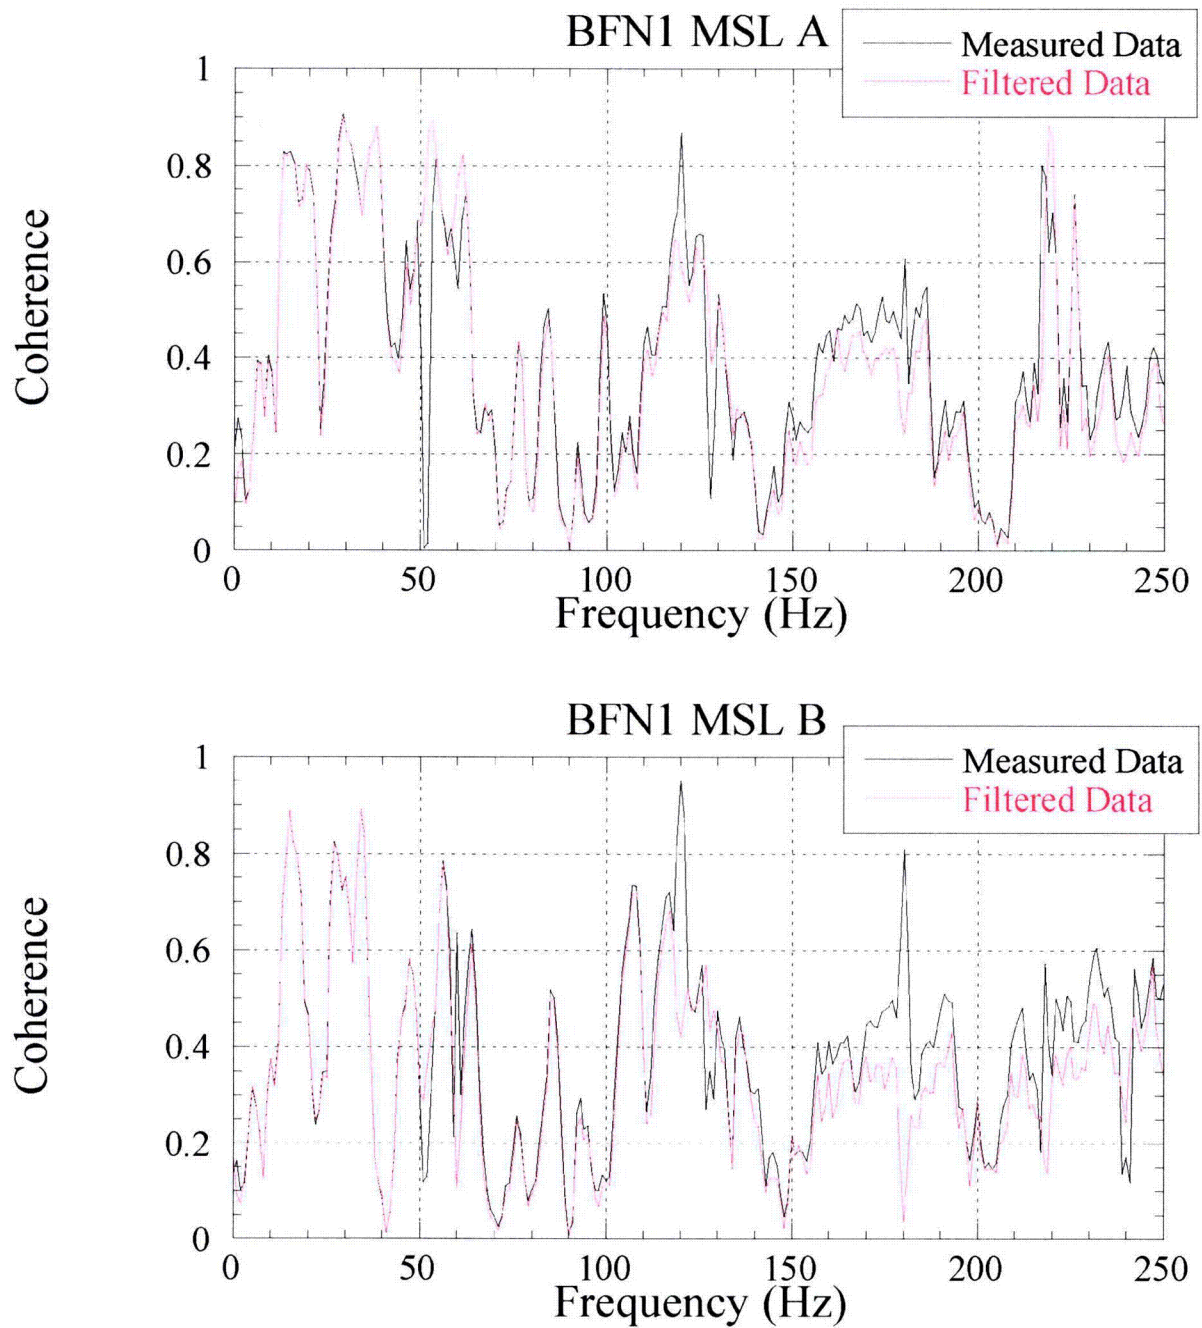 BFN1 MSL A
Measured Data
Filtered Data
1
0.8
0.6
0.4
0.2
0
Coherence
0 50 100 150 200 250
Frequency (Hz)
BFN1 MSL B
Measured Data
Filtered Data
1
0.8
0.6
0.4
0.2
0
Coherence
0 50 100 150 200 250
Frequency (Hz)